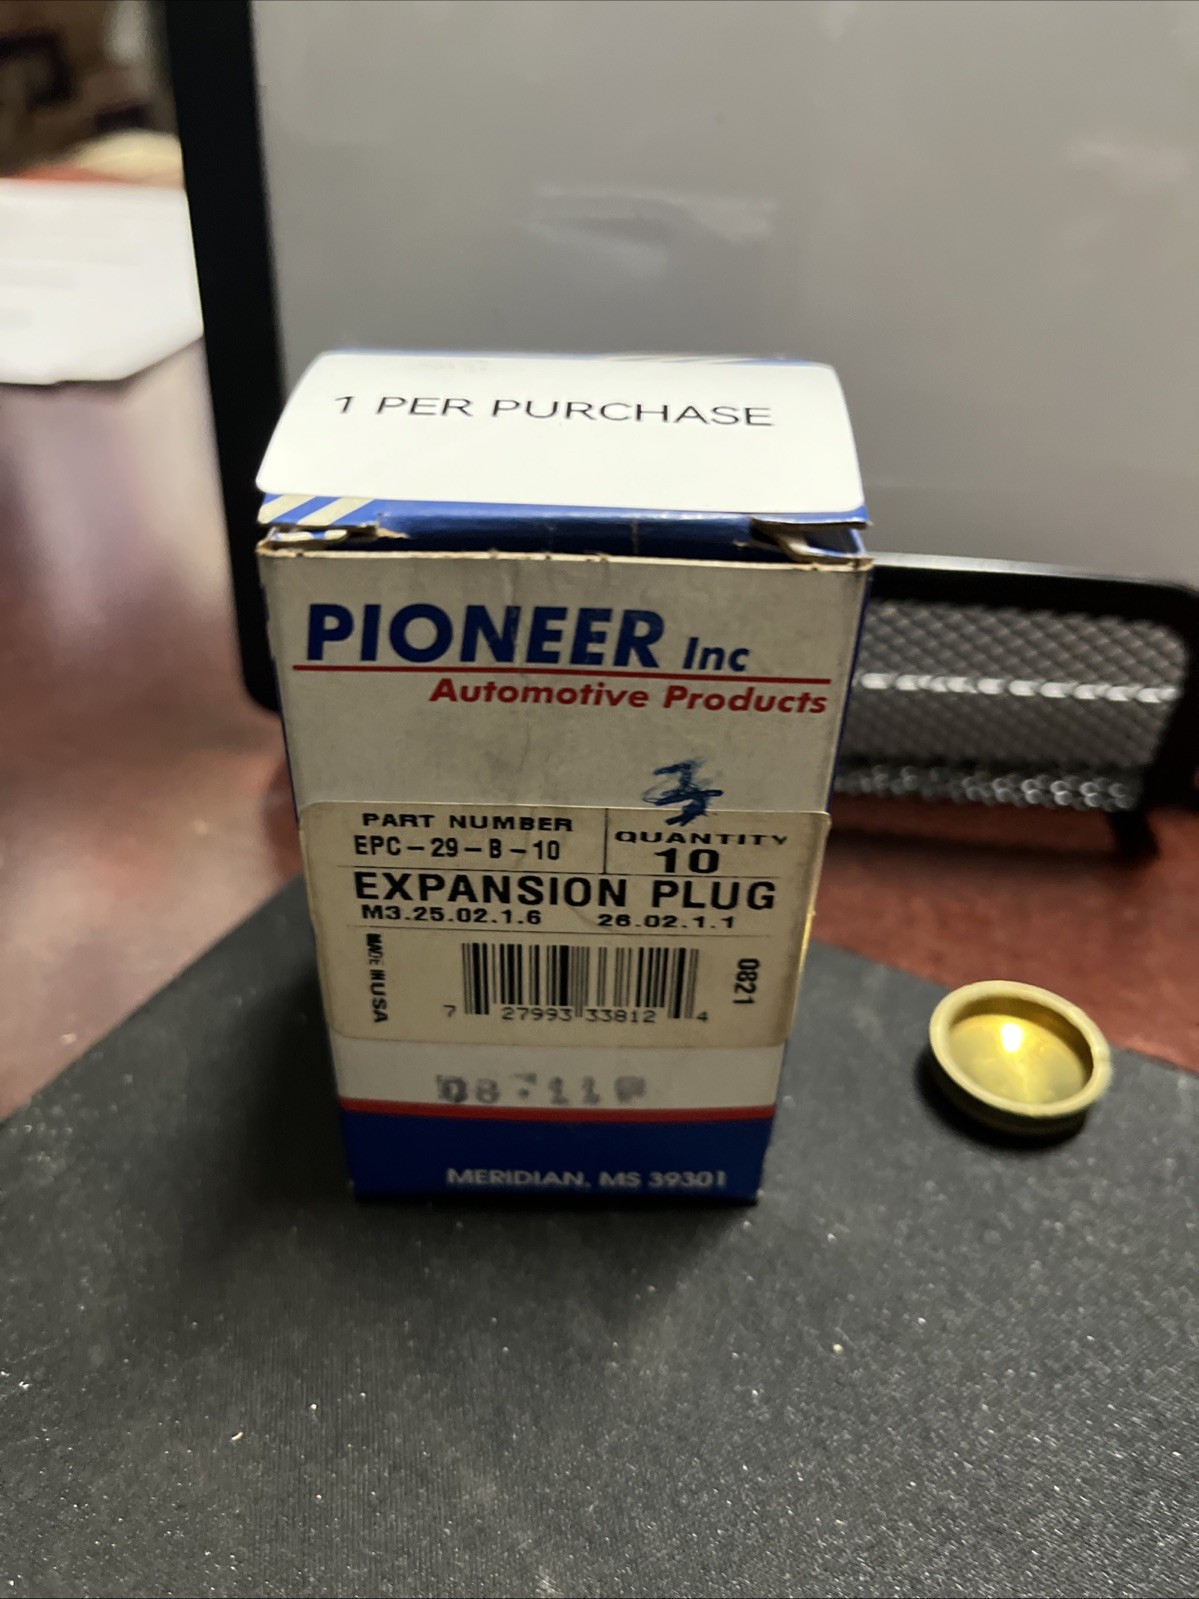 1 PER PURCHASE
PIONEER Inc
Automotive Products
PART NUMBER
EPC-29-B-10
QUANTITY
10
EXPANSION PLUG
M3.25.02.1.6 26.02.1.1
MADE IN USA
0821
7 27993 33812 4
MERIDIAN, MS 39301